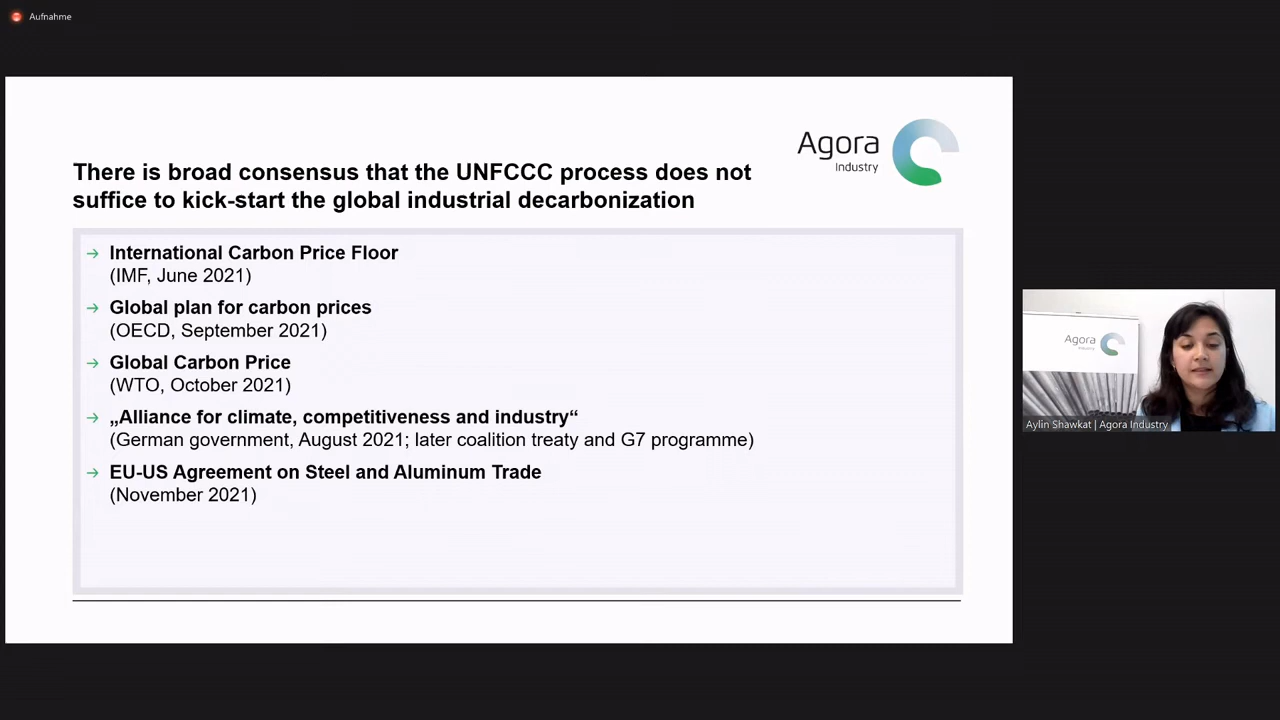 Aufnahme
Agora
Industry
There is broad consensus that the UNFCCC process does not
suffice to kick-start the global industrial decarbonization
→ International Carbon Price Floor
(IMF, June 2021)
→ Global plan for carbon prices
(OECD, September 2021)
→ Global Carbon Price
(WTO, October 2021)
→ „Alliance for climate, competitiveness and industry“
(German government, August 2021; later coalition treaty and G7 programme)
→ EU-US Agreement on Steel and Aluminum Trade
(November 2021)
Agora
Industry
Aylin Shawkat | Agora Industry